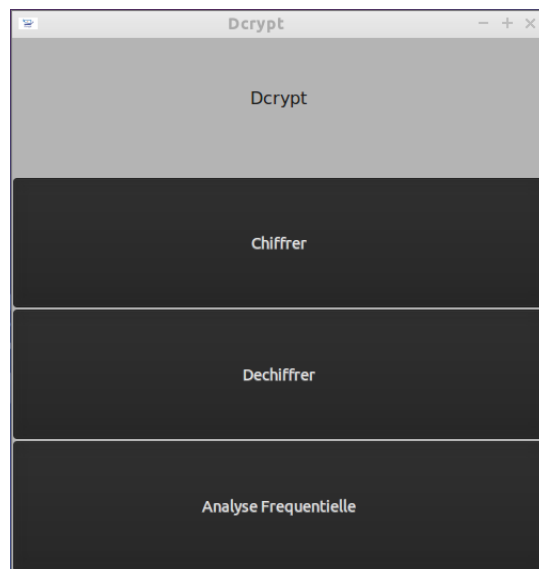 Dcrypt
Dcrypt
Chiffrer
Dechiffrer
Analyse Frequentielle